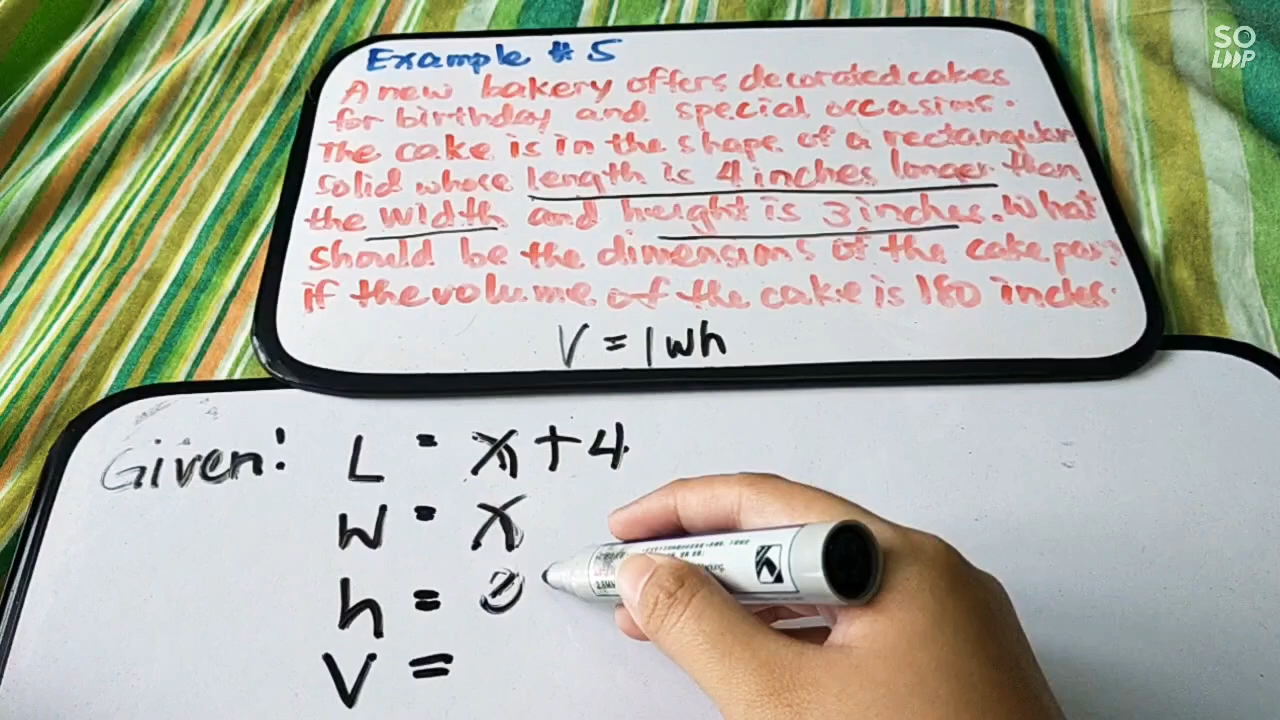 SO
LOOP
Example # 5
A new bakery offers decorated cakes
for birthday and special occasions.
The cake is in the shape of a rectangular
solid whose length is 4 inches longer than
the width and height is 3 inches. What
should be the dimensions of the cake
if the volume of the cake is 180 inches.
V = lwh
Given! L = x + 4
W = x
h = 3
V =